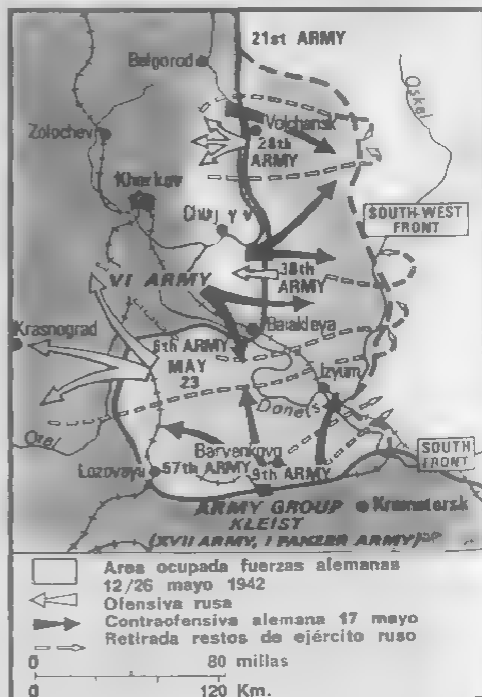 21st ARMY
Belgorod
Oskol
Volchansk
Zolochev
28th
ARMY
Kharkov
SOUTH-WEST
FRONT
38th
ARMY
VI ARMY
Krasnograd
6th ARMY
MAY
23
Izyum
Donets
Barvenkovo
SOUTH
FRONT
Lozovaya
57th ARMY
9th ARMY
ARMY GROUP
KLEIST
Kramatorsk
(XVII ARMY, I PANZER ARMY)
Area ocupada fuerzas alemanas
12/26 mayo 1942
Ofensiva rusa
Contraofensiva alemana 17 mayo
Retirada restos de ejército ruso
0 80 millas
0 120 Km.